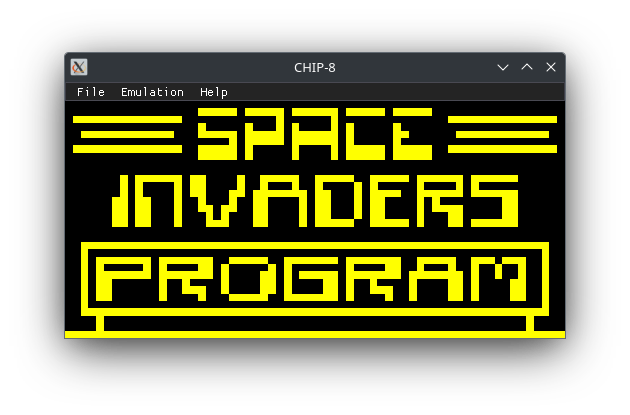 CHIP-8
File Emulation Help
SPACE
INVADERS
PROGRAM